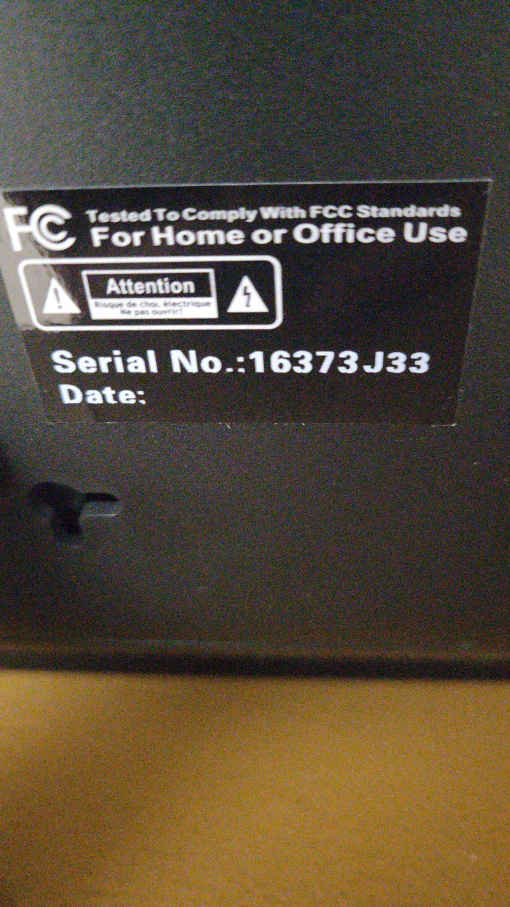 FC Tested To Comply With FCC Standards
For Home or Office Use
Attention
Risque de choc électrique
Ne pas ouvrir!
Serial No.:16373J33
Date: